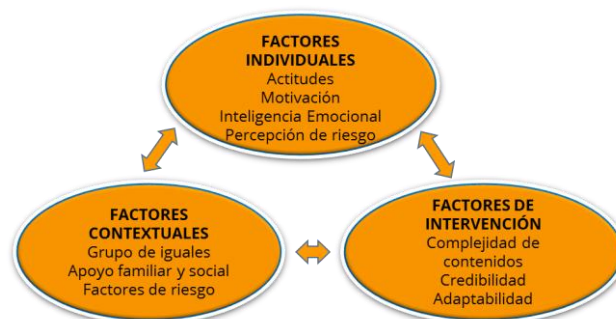 FACTORES
INDIVIDUALES
Actitudes
Motivación
Inteligencia Emocional
Percepción de riesgo
FACTORES
CONTEXTUALES
Grupo de iguales
Apoyo familiar y social
Factores de riesgo
FACTORES DE
INTERVENCIÓN
Complejidad de
contenidos
Credibilidad
Adaptabilidad